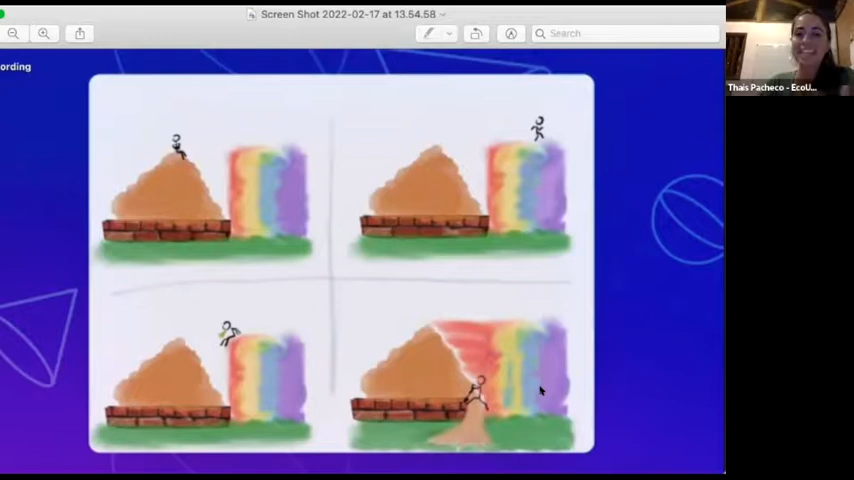 Screen Shot 2022-02-17 at 13.54.58
Search
ording
Thaís Pacheco - EcoU...